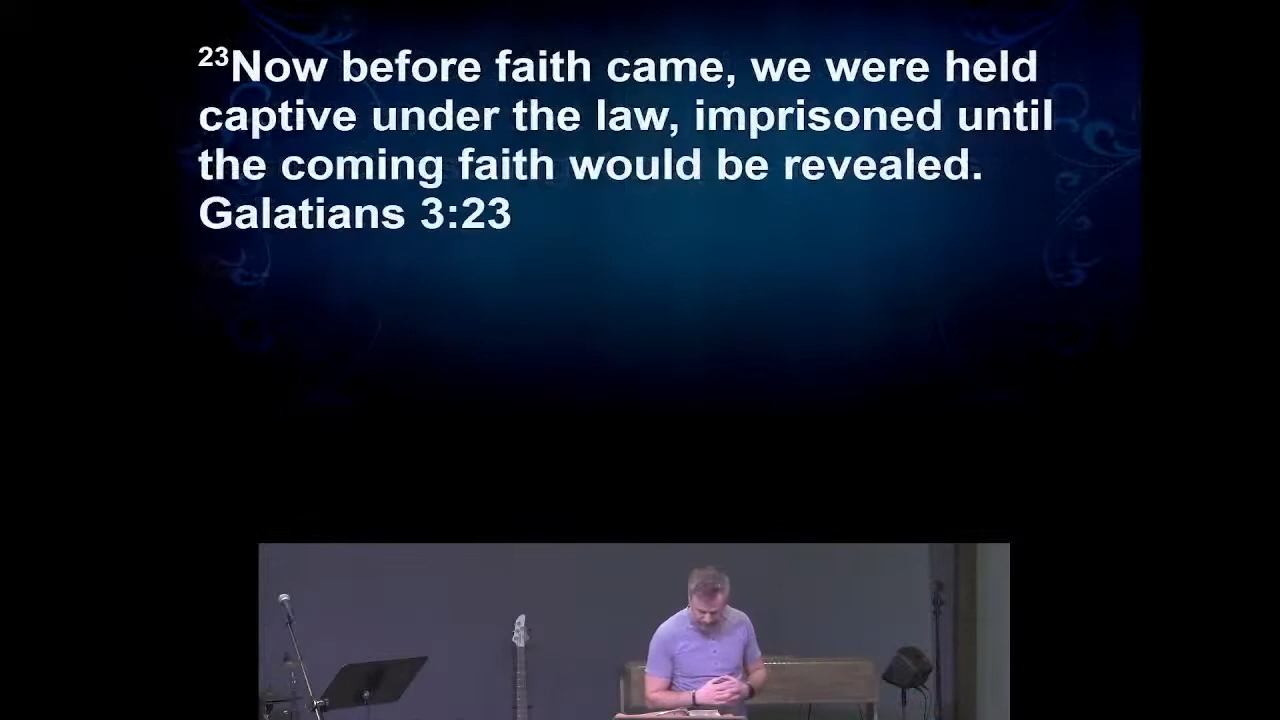 ²³Now before faith came, we were held
captive under the law, imprisoned until
the coming faith would be revealed.
Galatians 3:23